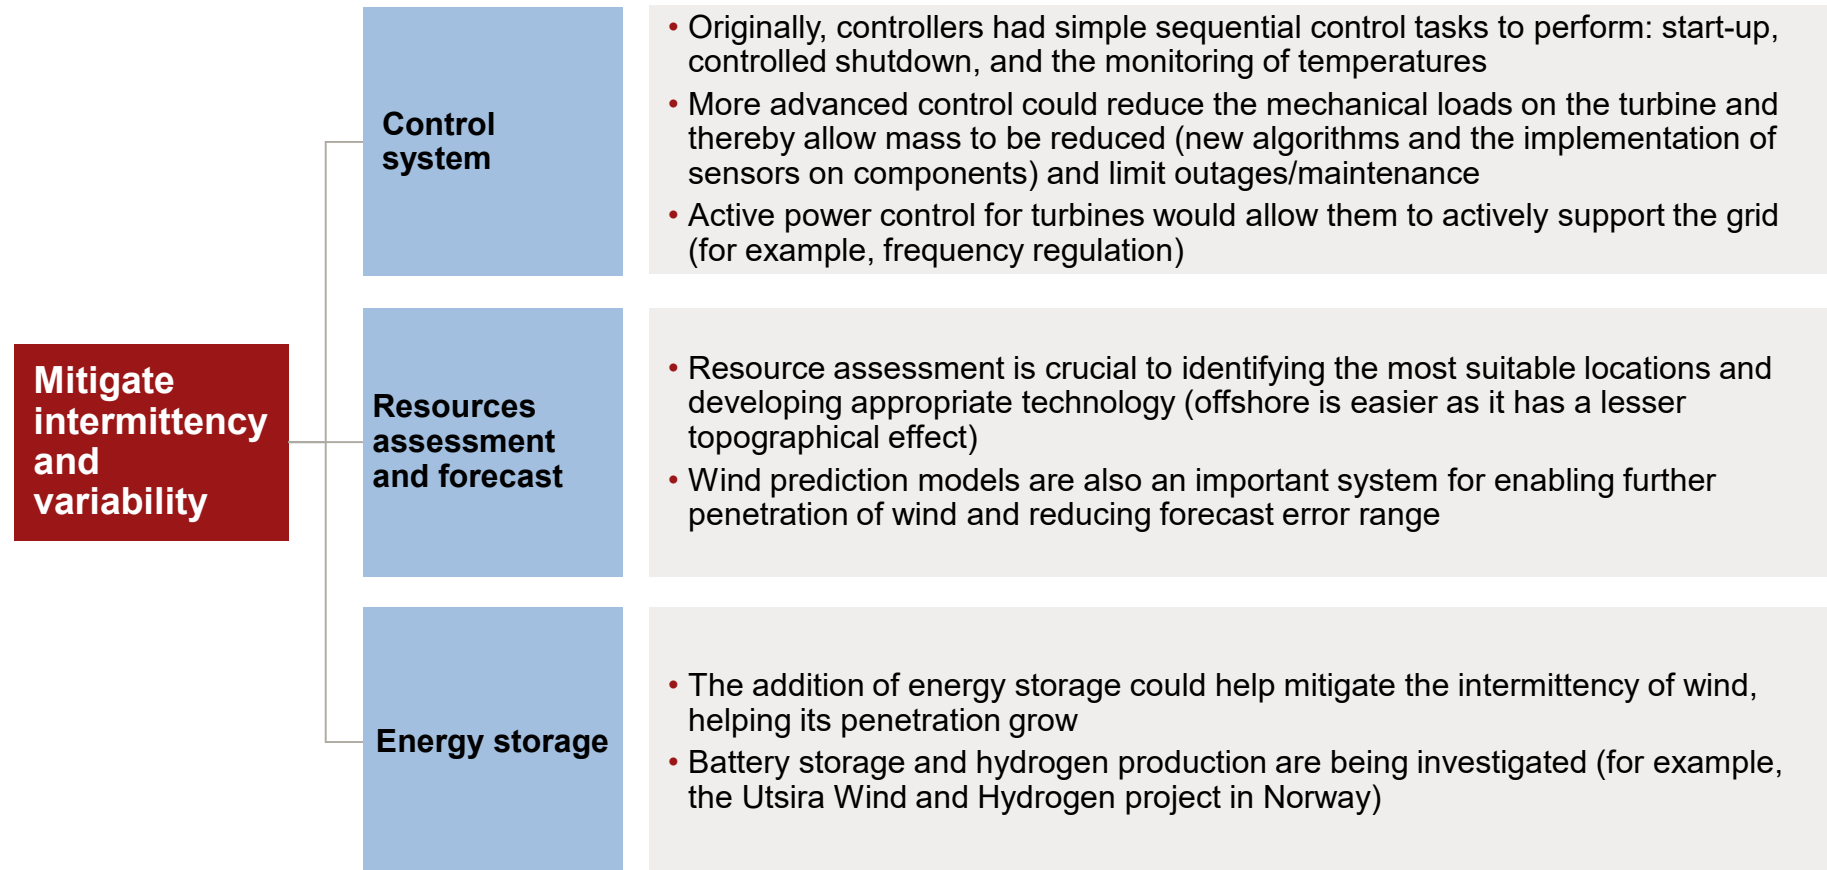 Mitigate
intermittency
and
variability
Control
system
• Originally, controllers had simple sequential control tasks to perform: start-up,
controlled shutdown, and the monitoring of temperatures
• More advanced control could reduce the mechanical loads on the turbine and
thereby allow mass to be reduced (new algorithms and the implementation of
sensors on components) and limit outages/maintenance
• Active power control for turbines would allow them to actively support the grid
(for example, frequency regulation)
Resources
assessment
and forecast
• Resource assessment is crucial to identifying the most suitable locations and
developing appropriate technology (offshore is easier as it has a lesser
topographical effect)
• Wind prediction models are also an important system for enabling further
penetration of wind and reducing forecast error range
Energy storage
• The addition of energy storage could help mitigate the intermittency of wind,
helping its penetration grow
• Battery storage and hydrogen production are being investigated (for example,
the Utsira Wind and Hydrogen project in Norway)